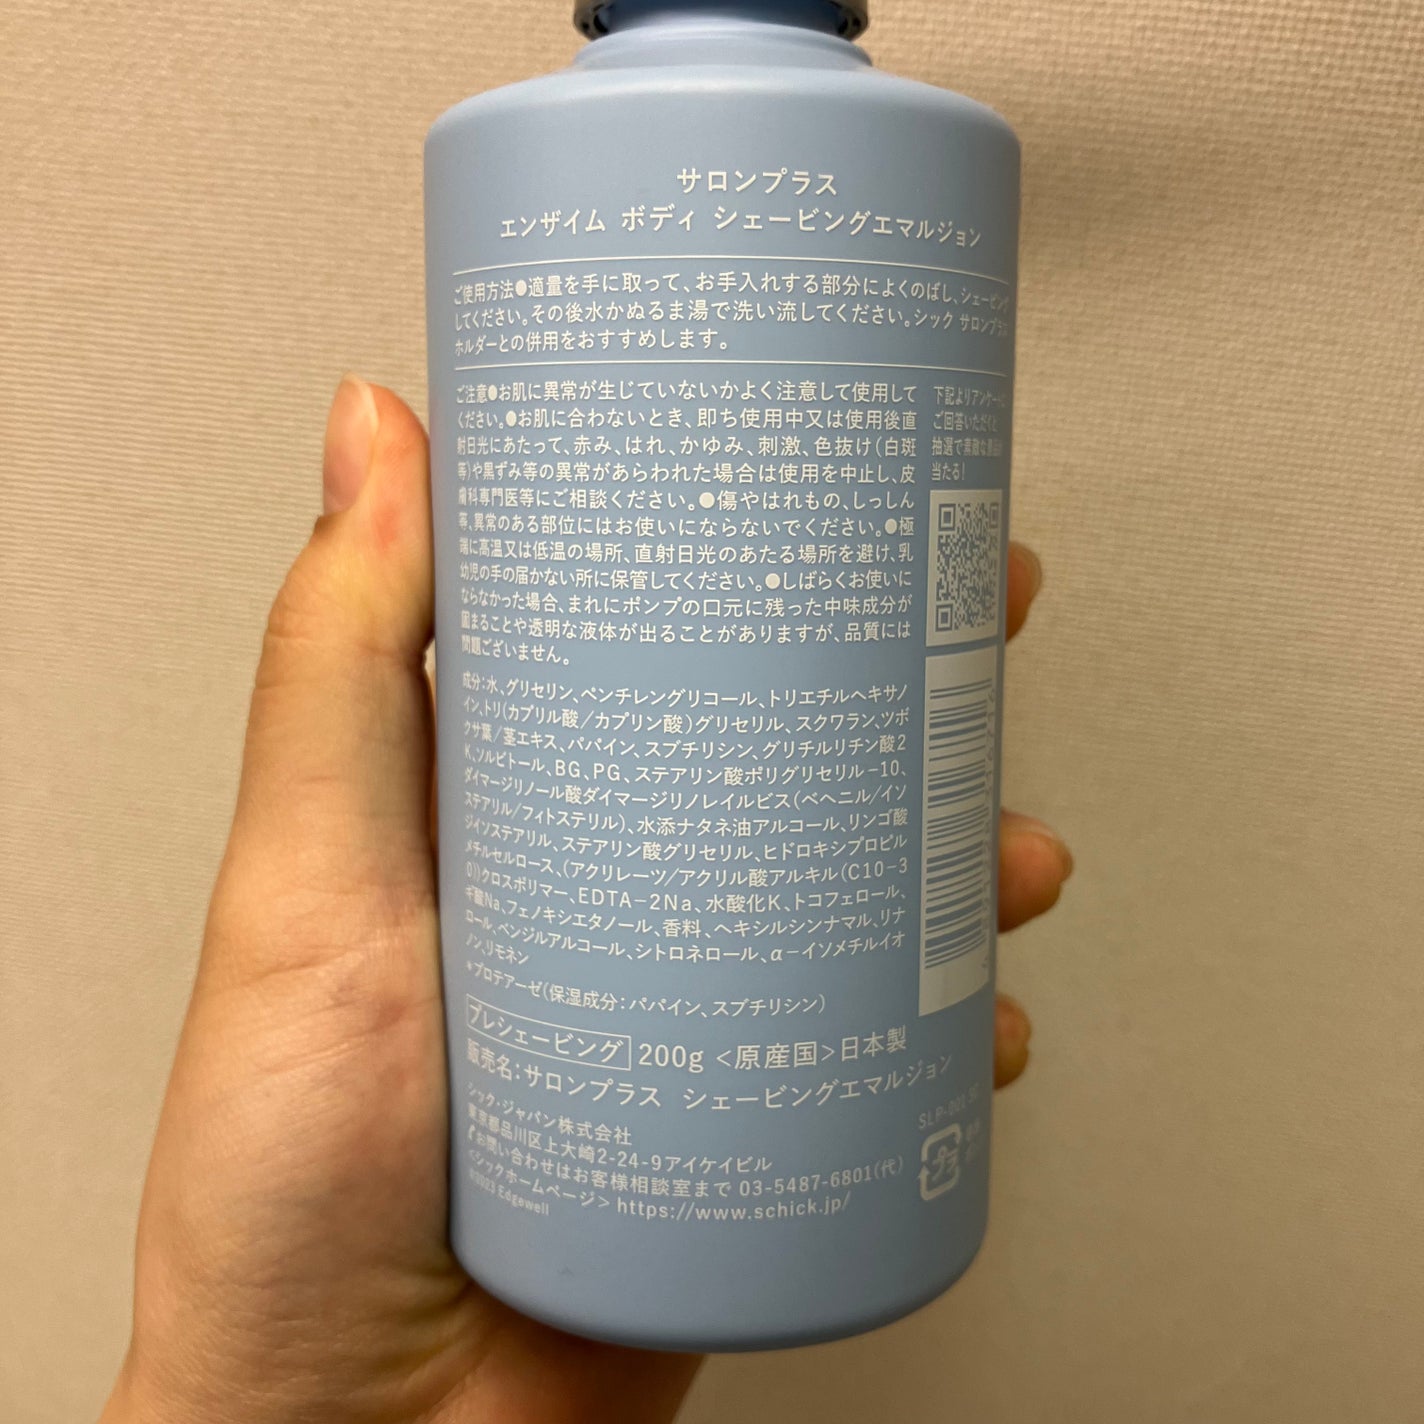 サロンプラス
エンザイム ボディ シェービングエマルジョン
ご使用方法●適量を手に取って、お手入れする部分によくのばし、シェービング
してください。その後水かぬるま湯で洗い流してください。シック サロンプラス
ホルダーとの併用をおすすめします。
ご注意●お肌に異常が生じていないかよく注意して使用して
ください。●お肌に合わないとき、即ち使用中又は使用後直
射日光にあたって、赤み、はれ、かゆみ、刺激、色抜け(白斑
等)や黒ずみ等の異常があらわれた場合は使用を中止し、皮
膚科専門医等にご相談ください。●傷やはれもの、しっしん
等、異常のある部位にはお使いにならないでください。●極
端に高温又は低温の場所、直射日光のあたる場所を避け、乳
幼児の手の届かない所に保管してください。●しばらくお使いに
ならなかった場合、まれにポンプの口元に残った中味成分が
固まることや透明な液体が出ることがありますが、品質には
問題ございません。
下記よりアンケートに
ご回答いただくと
抽選で素敵な賞品が
当たる!
成分:水、グリセリン、ペンチレングリコール、トリエチルヘキサノ
イン、トリ(カプリル酸/カプリン酸)グリセリル、スクワラン、ツボ
クサ葉/茎エキス、パパイン、スブチリシン、グリチルリチン酸2
K、ソルビトール、BG、PG、ステアリン酸ポリグリセリル-10、
ダイマージリノール酸ダイマージリノレイルビス(ベヘニル/イソ
ステアリル/フィトステリル)、水添ナタネ油アルコール、リンゴ酸
ジイソステアリル、ステアリン酸グリセリル、ヒドロキシプロピル
メチルセルロース、(アクリレーツ/アクリル酸アルキル(C10-3
0))クロスポリマー、EDTA-2Na、水酸化K、トコフェロール、
ギ酸Na、フェノキシエタノール、香料、ヘキシルシンナマル、リナ
ロール、ベンジルアルコール、シトロネロール、α-イソメチルイオ
ノン、リモネン
*プロテアーゼ(保湿成分:パパイン、スブチリシン)
プレシェービング 200g <原産国>日本製
販売名:サロンプラス シェービングエマルジョン
シック・ジャパン株式会社
東京都品川区上大崎2-24-9アイケイビル
お問い合わせはお客様相談室まで 03-5487-6801(代)
<シックホームページ> https://www.schick.jp/
©2023 Edgewell
SLP-001
プラ